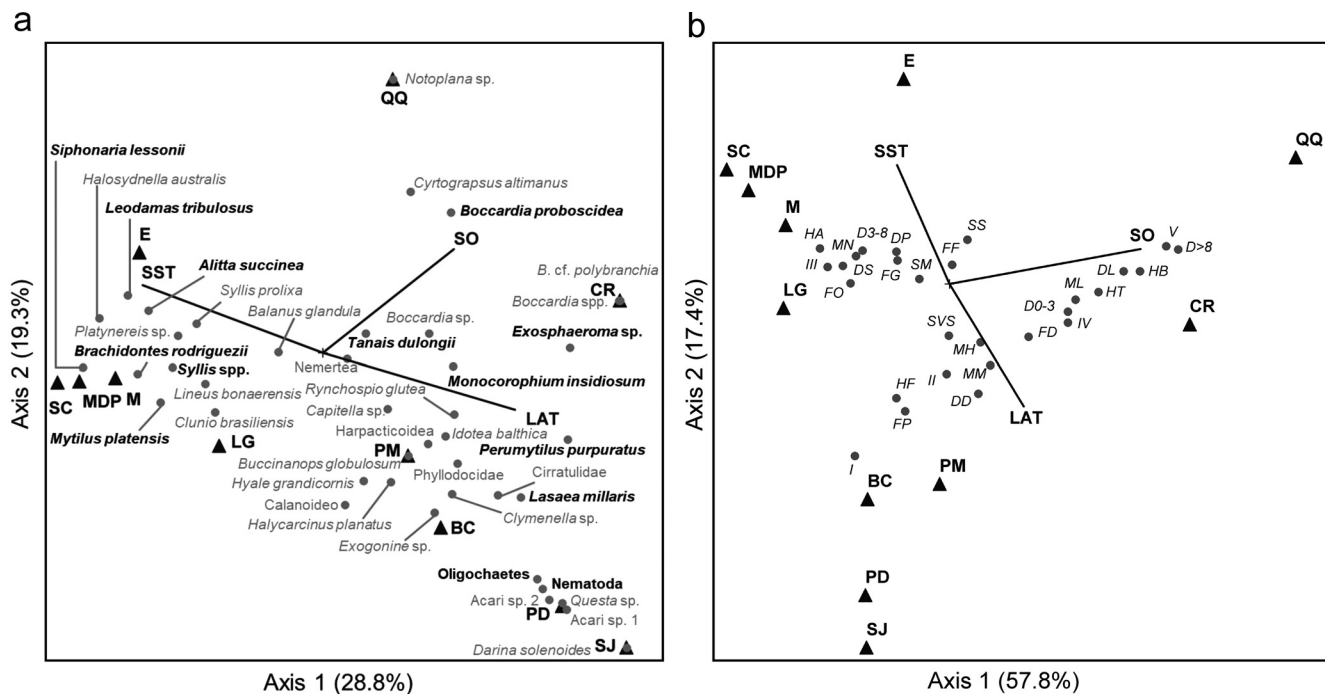 a
Notoplana sp.
QQ
Siphonaria lessonii
Halosydnella australis
Leodamas tribulosus
Cyrtograpsus altimanus
Boccardia proboscidea
E
SO
SST
Alitta succinea
B. cf. polybranchia
CR
Syllis prolixa
Boccardia spp.
Balanus glandula
Boccardia sp.
Platynereis sp.
Tanais dulongii
Exosphaeroma sp.
Brachidontes rodriguezii
Nemertea
Syllis spp.
Monocorophium insidiosum
Rynchospio glutea
SC
MDP
M
Lineus bonaerensis
Capitella sp.
LAT
Clunio brasiliensis
Harpacticoidea
Idotea balthica
Mytilus platensis
LG
PM
Perumytilus purpuratus
Buccinanops globulosum
Phyllodocidae
Cirratulidae
Hyale grandicornis
Lasaea millaris
Calanoideo
Clymenella sp.
Halycarcinus planatus
BC
Exogonine sp.
Oligochaetes
Nematoda
Acari sp. 2
Questa sp.
PD
Acari sp. 1
Darina solenoides
SJ
Axis 2 (19.3%)
Axis 1 (28.8%)
b
E
SC
SST
QQ
MDP
M
SS
HA
MN
D3-8
DP
FF
SO
V
D>8
III
DS
FG
SM
DL
HB
FO
ML
HT
LG
D0-3
CR
SVS
FD
IV
MH
II
MM
HF
DD
LAT
FP
I
BC
PM
PD
SJ
Axis 2 (17.4%)
Axis 1 (57.8%)